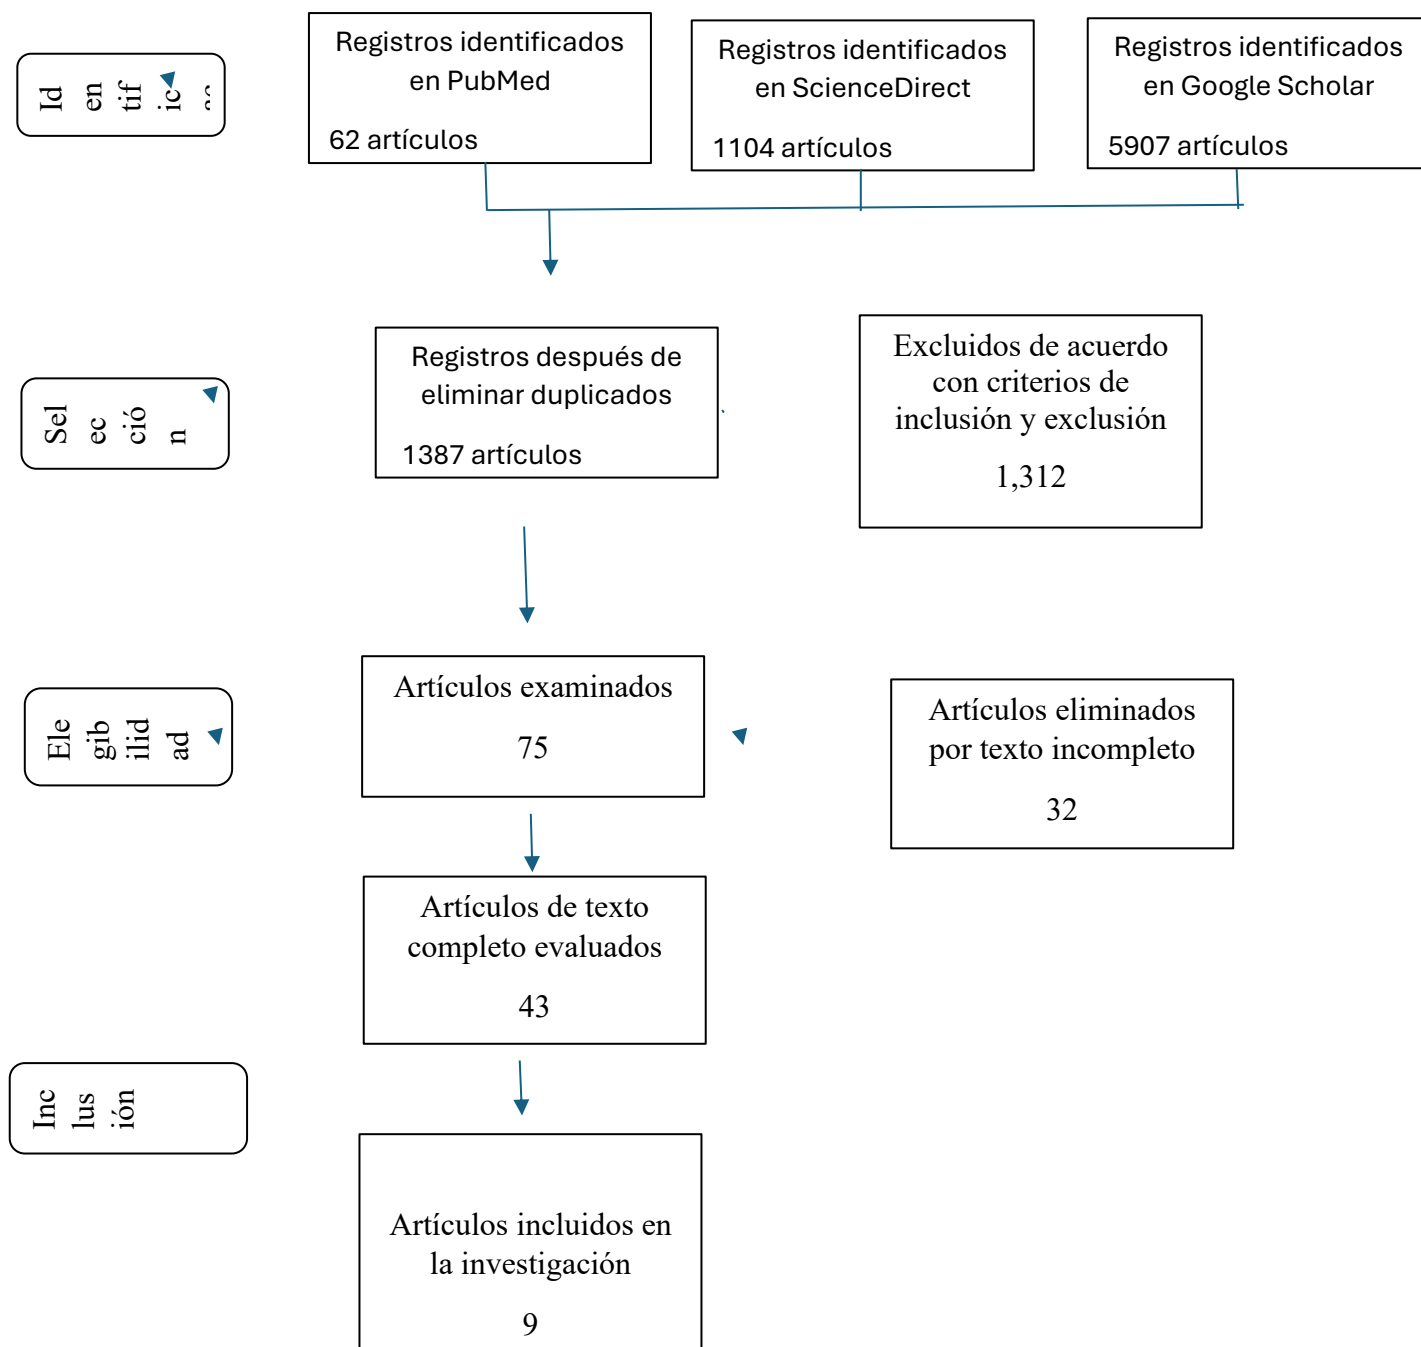 Id
en
tif
ic
Registros identificados
en PubMed
62 artículos
Registros identificados
en ScienceDirect
1104 artículos
Registros identificados
en Google Scholar
5907 artículos
Sel
ec
ció
n
Registros después de
eliminar duplicados
1387 artículos
Excluidos de acuerdo
con criterios de
inclusión y exclusión
1,312
Ele
gib
ilid
ad
Artículos examinados
75
Artículos eliminados
por texto incompleto
32
Artículos de texto
completo evaluados
43
Inc
lus
ión
Artículos incluidos en
la investigación
9